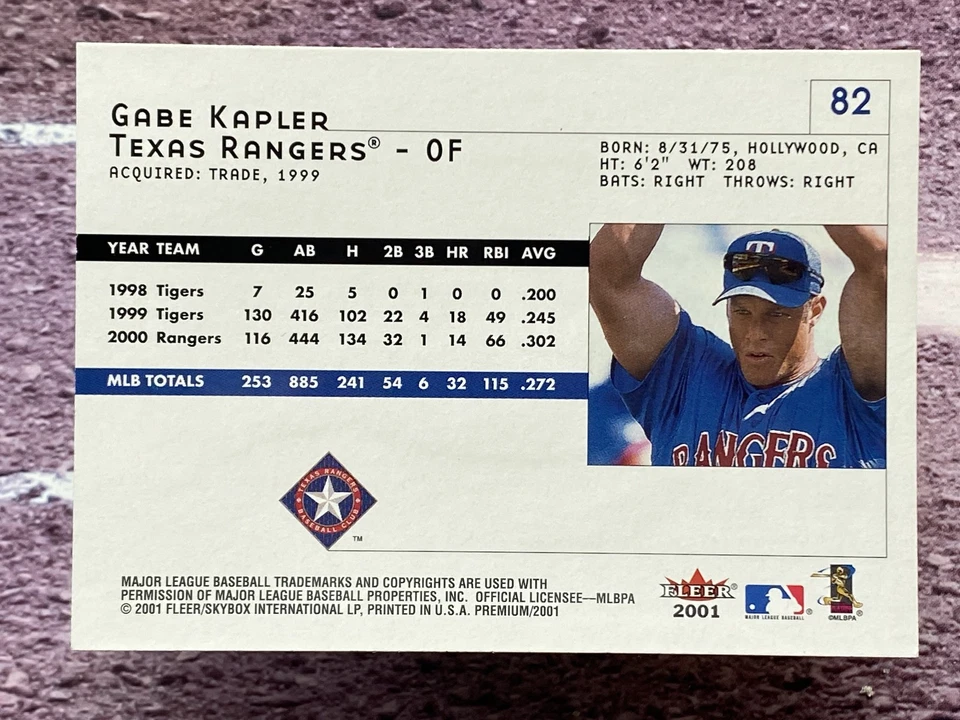 82
GABE KAPLER
TEXAS RANGERS® - OF
ACQUIRED: TRADE, 1999
BORN: 8/31/75, HOLLYWOOD, CA
HT: 6'2" WT: 208
BATS: RIGHT THROWS: RIGHT
YEAR TEAM G AB H 2B 3B HR RBI AVG
1998 Tigers 7 25 5 0 1 0 0 .200
1999 Tigers 130 416 102 22 4 18 49 .245
2000 Rangers 116 444 134 32 1 14 66 .302
MLB TOTALS 253 885 241 54 6 32 115 .272
T
RANGERS
TEXAS RANGERS
BASEBALL CLUB
TM
MAJOR LEAGUE BASEBALL TRADEMARKS AND COPYRIGHTS ARE USED WITH
PERMISSION OF MAJOR LEAGUE BASEBALL PROPERTIES, INC. OFFICIAL LICENSEE—MLBPA
© 2001 FLEER/SKYBOX INTERNATIONAL LP, PRINTED IN U.S.A. PREMIUM/2001
FLEER®
2001
MAJOR LEAGUE BASEBALL®
©MLBPA®